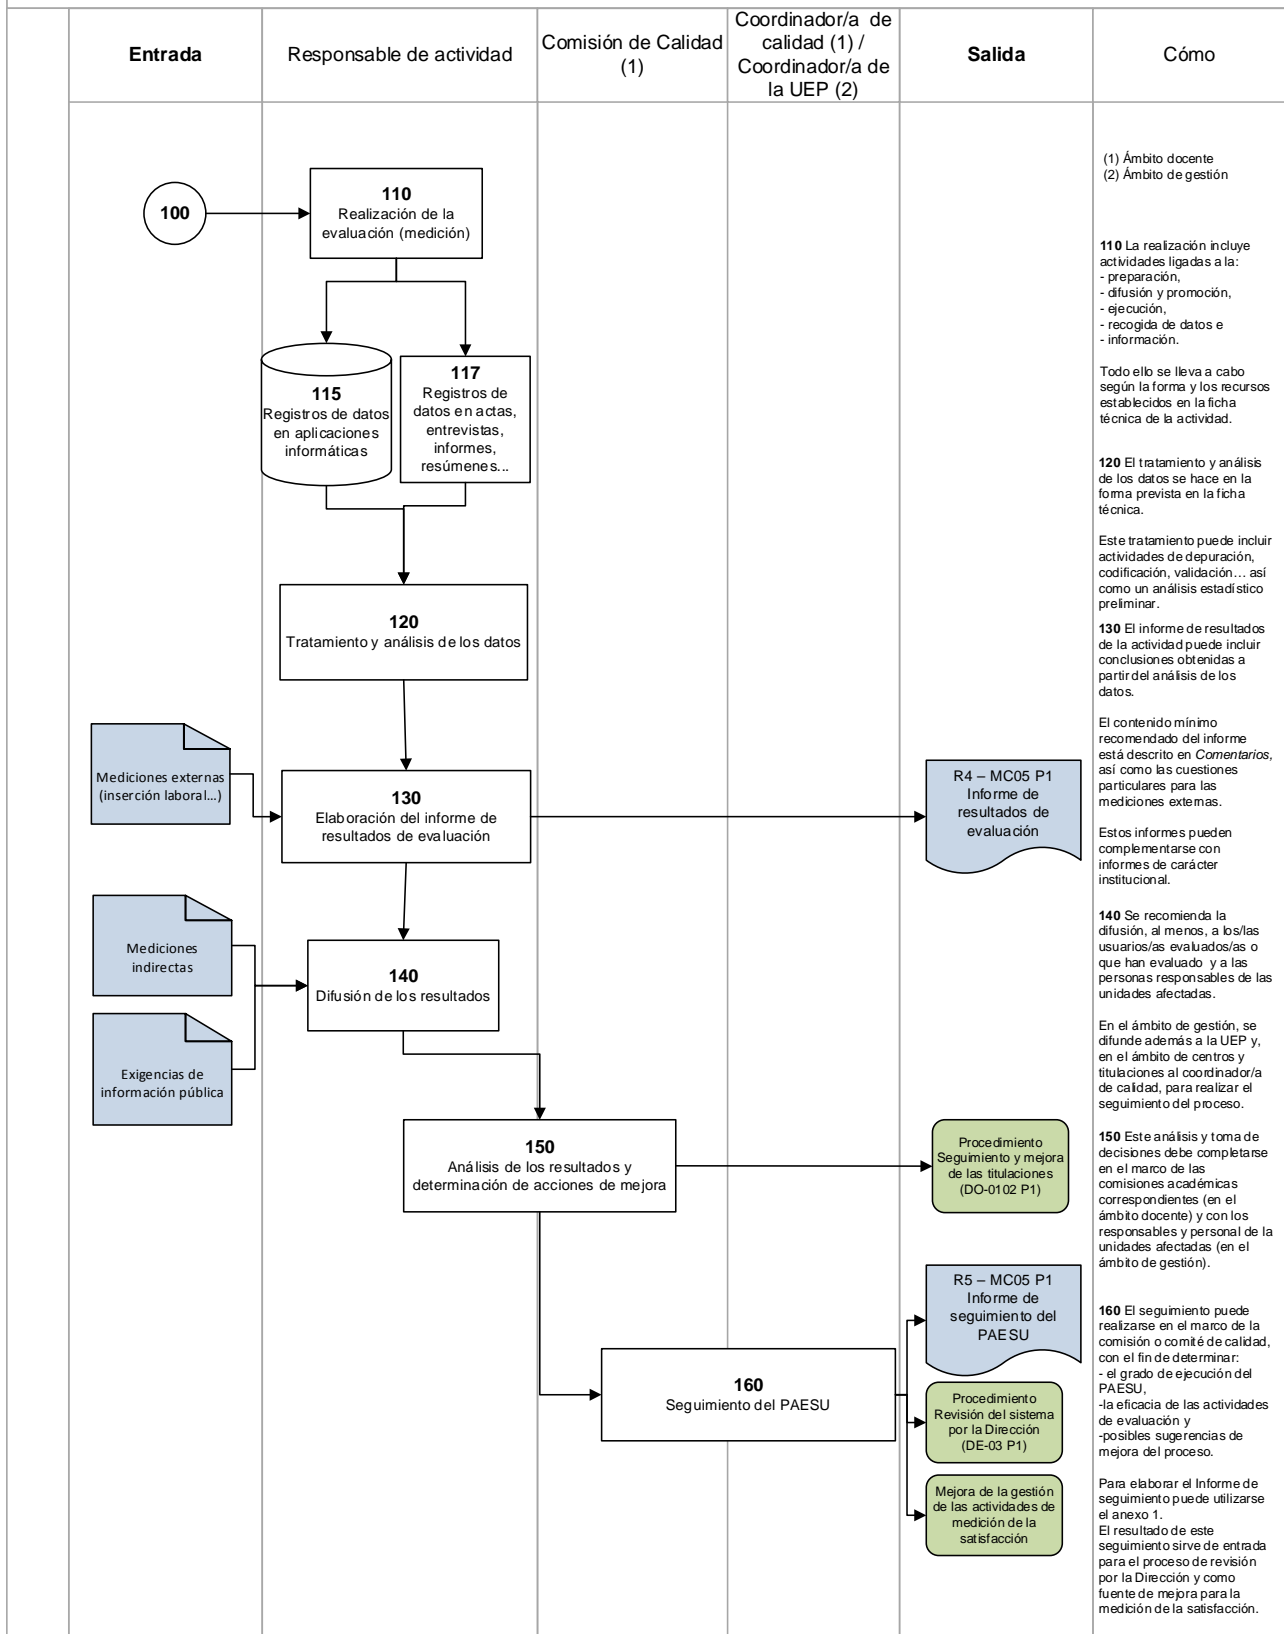 Entrada
Responsable de actividad
Comisión de Calidad
(1)
Coordinador/a de
calidad (1) /
Coordinador/a de
la UEP (2)
Salida
Cómo
(1) Ámbito docente
(2) Ámbito de gestión
100
110
Realización de la
evaluación (medición)
115
Registros de datos
en aplicaciones
informáticas
117
Registros de
datos en actas,
entrevistas,
informes,
resúmenes...
120
Tratamiento y análisis de los datos
Mediciones externas
(inserción laboral…)
130
Elaboración del informe de
resultados de evaluación
R4 – MC05 P1
Informe de
resultados de
evaluación
Mediciones
indirectas
Exigencias de
información pública
140
Difusión de los resultados
150
Análisis de los resultados y
determinación de acciones de mejora
Procedimiento
Seguimiento y mejora
de las titulaciones
(DO-0102 P1)
160
Seguimiento del PAESU
R5 – MC05 P1
Informe de
seguimiento del
PAESU
Procedimiento
Revisión del sistema
por la Dirección
(DE-03 P1)
Mejora de la gestión
de las actividades de
medición de la
satisfacción
110 La realización incluye
actividades ligadas a la:
- preparación,
- difusión y promoción,
- ejecución,
- recogida de datos e
- información.
Todo ello se lleva a cabo
según la forma y los recursos
establecidos en la ficha
técnica de la actividad.
120 El tratamiento y análisis
de los datos se hace en la
forma prevista en la ficha
técnica.
Este tratamiento puede incluir
actividades de depuración,
codificación, validación… así
como un análisis estadístico
preliminar.
130 El informe de resultados
de la actividad puede incluir
conclusiones obtenidas a
partir del análisis de los
datos.
El contenido mínimo
recomendado del informe
está descrito en Comentarios,
así como las cuestiones
particulares para las
mediciones externas.
Estos informes pueden
complementarse con
informes de carácter
institucional.
140 Se recomienda la
difusión, al menos, a los/las
usuarios/as evaluados/as o
que han evaluado y a las
personas responsables de las
unidades afectadas.
En el ámbito de gestión, se
difunde además a la UEP y,
en el ámbito de centros y
titulaciones al coordinador/a
de calidad, para realizar el
seguimiento del proceso.
150 Este análisis y toma de
decisiones debe completarse
en el marco de las
comisiones académicas
correspondientes (en el
ámbito docente) y con los
responsables y personal de la
unidades afectadas (en el
ámbito de gestión).
160 El seguimiento puede
realizarse en el marco de la
comisión o comité de calidad,
con el fin de determinar:
- el grado de ejecución del
PAESU,
-la eficacia de las actividades
de evaluación y
-posibles sugerencias de
mejora del proceso.
Para elaborar el Informe de
seguimiento puede utilizarse
el anexo 1.
El resultado de este
seguimiento sirve de entrada
para el proceso de revisión
por la Dirección y como
fuente de mejora para la
medición de la satisfacción.